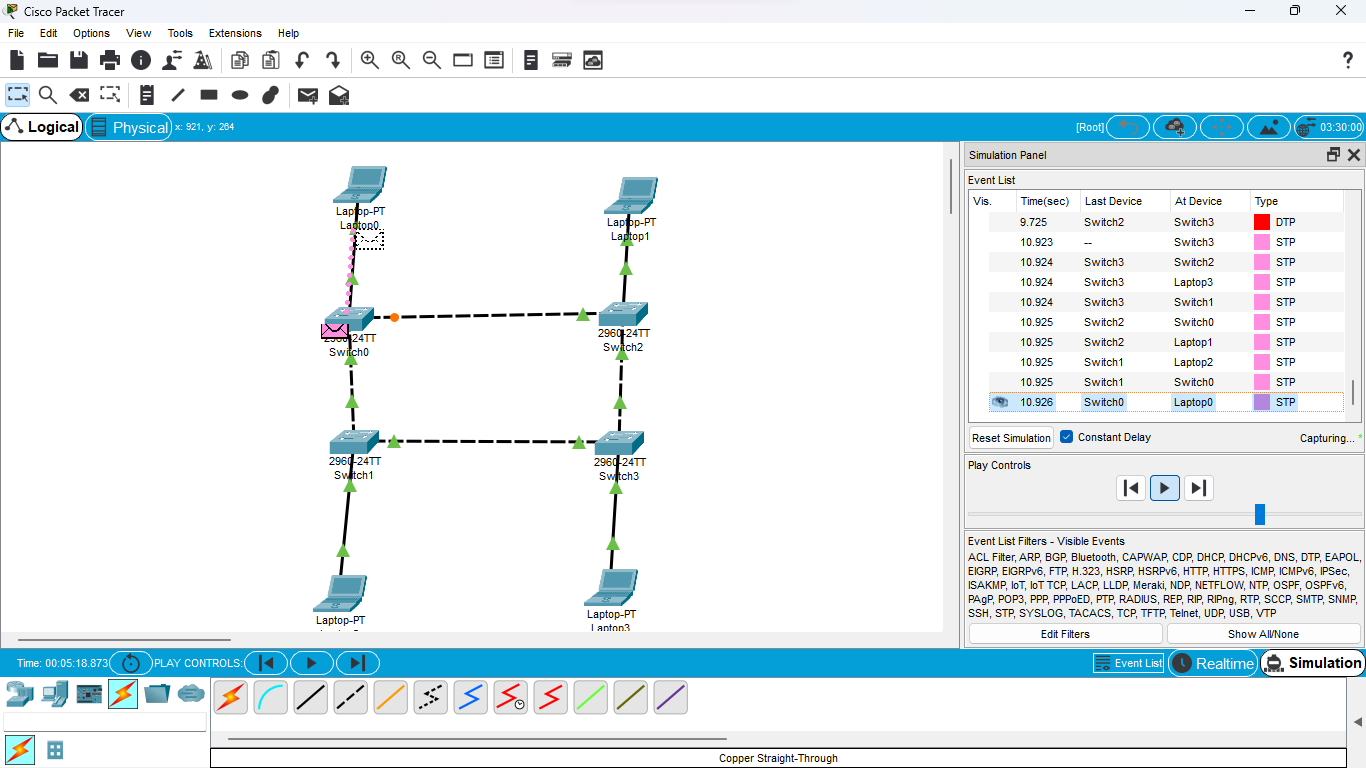 Cisco Packet Tracer
File Edit Options View Tools Extensions Help
Logical Physical x: 921, y: 264 [Root] 03:30:00
Laptop-PT
Laptop0
Laptop-PT
Laptop1
2960-24TT
Switch0
2960-24TT
Switch2
2960-24TT
Switch1
2960-24TT
Switch3
Laptop-PT
Laptop-PT
Laptop3
Simulation Panel
Event List
Vis. Time(sec) Last Device At Device Type
9.725 Switch2 Switch3 DTP
10.923 -- Switch3 STP
10.924 Switch3 Switch2 STP
10.924 Switch3 Laptop3 STP
10.924 Switch3 Switch1 STP
10.925 Switch2 Switch0 STP
10.925 Switch2 Laptop1 STP
10.925 Switch1 Laptop2 STP
10.925 Switch1 Switch0 STP
10.926 Switch0 Laptop0 STP
Reset Simulation Constant Delay Capturing... *
Play Controls
Event List Filters - Visible Events
ACL Filter, ARP, BGP, Bluetooth, CAPWAP, CDP, DHCP, DHCPv6, DNS, DTP, EAPOL,
EIGRP, EIGRPv6, FTP, H.323, HSRP, HSRPv6, HTTP, HTTPS, ICMP, ICMPv6, IPSec,
ISAKMP, IoT, IoT TCP, LACP, LLDP, Meraki, NDP, NETFLOW, NTP, OSPF, OSPFv6,
PAgP, POP3, PPP, PPPoED, PTP, RADIUS, REP, RIP, RIPng, RTP, SCCP, SMTP, SNMP,
SSH, STP, SYSLOG, TACACS, TCP, TFTP, Telnet, UDP, USB, VTP
Edit Filters Show All/None
Time: 00:05:18.873 PLAY CONTROLS: Event List Realtime Simulation
Copper Straight-Through